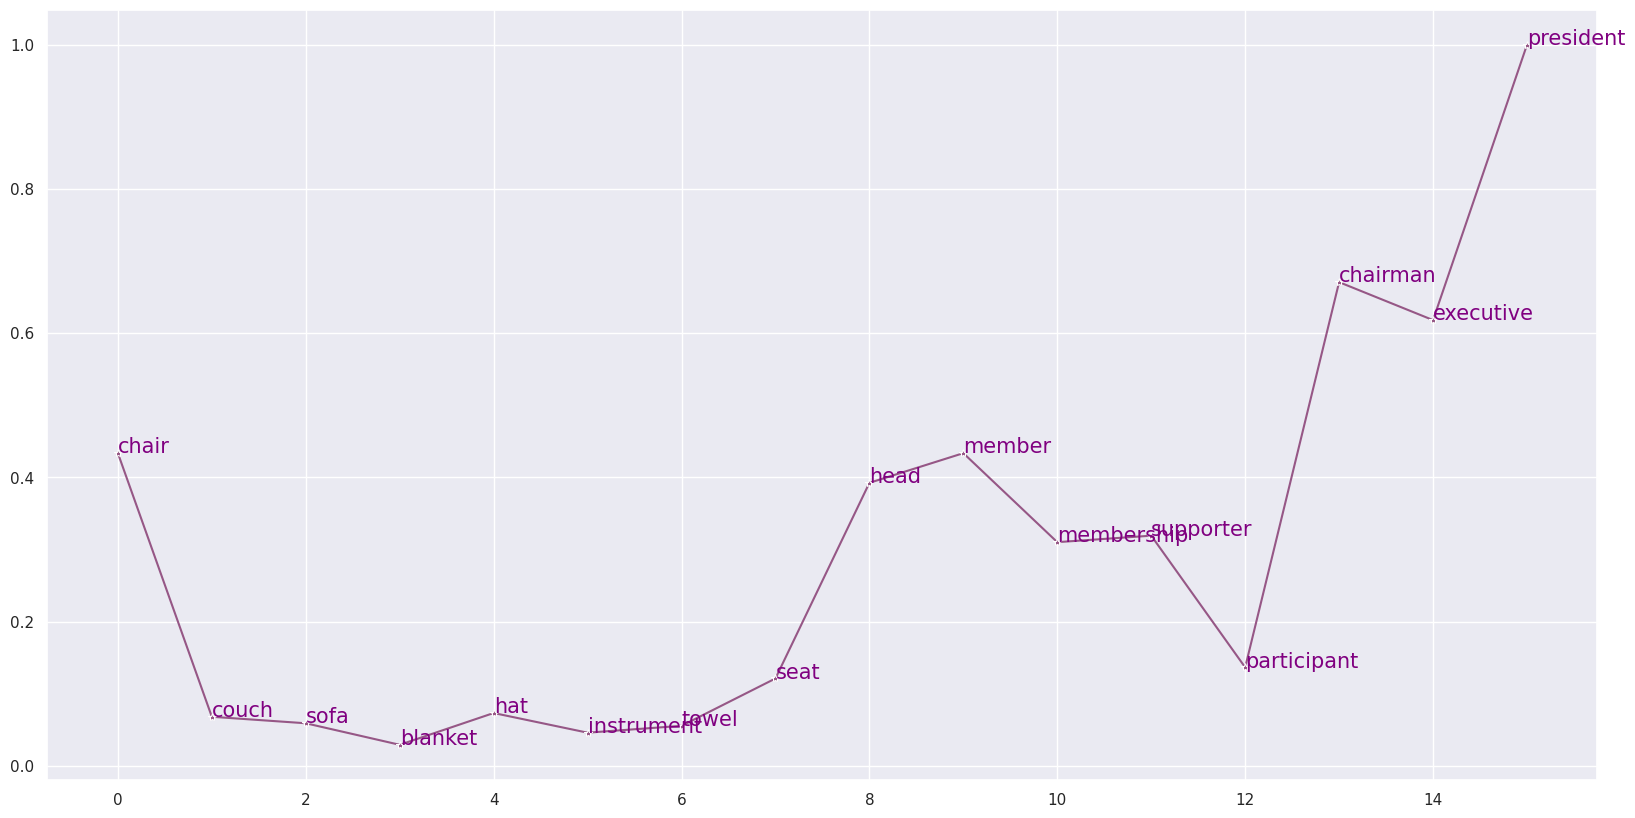 1.0
0.8
0.6
0.4
0.2
0.0
president
chairman
executive
chair
member
head
supporter
membership
participant
seat
hat
couch
sofa
towel
instrument
blanket
0 2 4 6 8 10 12 14